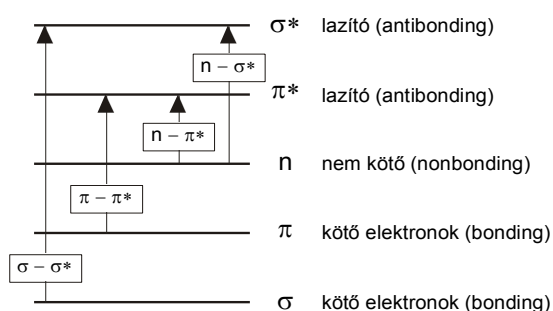 σ* lazító (antibonding)
n – σ*
π* lazító (antibonding)
n – π*
n nem kötő (nonbonding)
π – π*
π kötő elektronok (bonding)
σ – σ*
σ kötő elektronok (bonding)